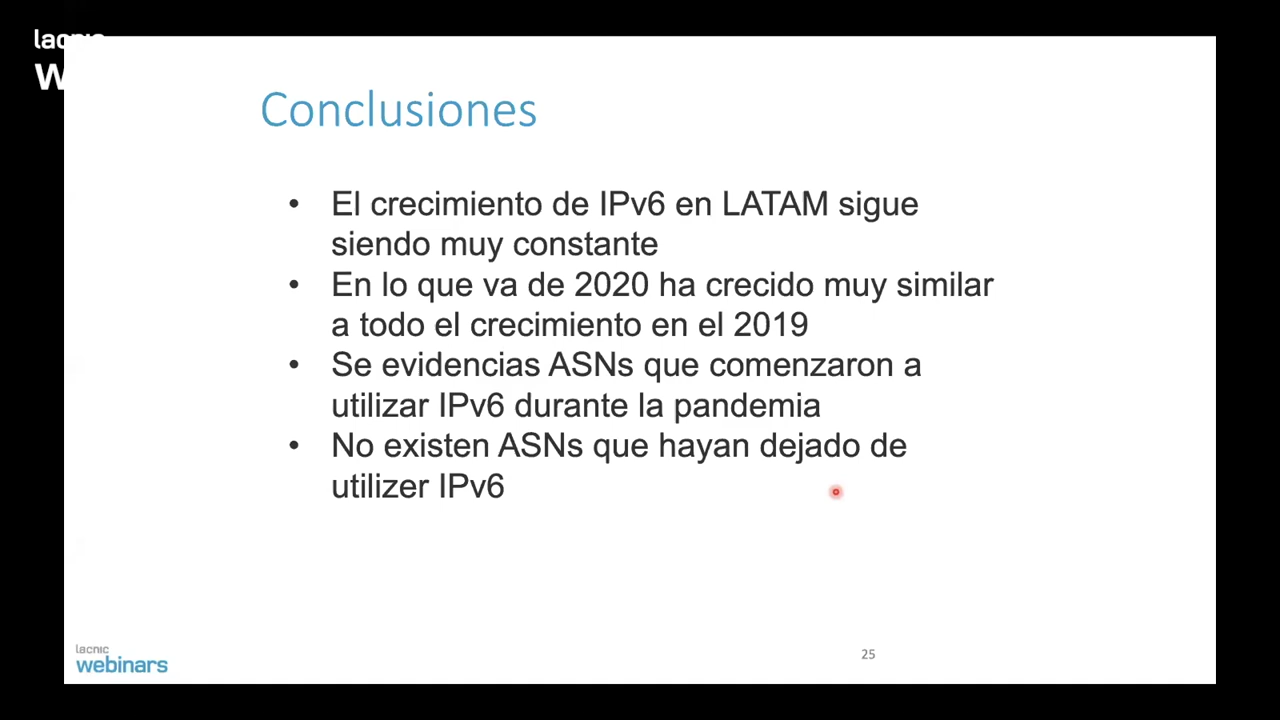 Conclusiones
• El crecimiento de IPv6 en LATAM sigue
siendo muy constante
• En lo que va de 2020 ha crecido muy similar
a todo el crecimiento en el 2019
• Se evidencias ASNs que comenzaron a
utilizar IPv6 durante la pandemia
• No existen ASNs que hayan dejado de
utilizer IPv6
lacnic
webinars
25